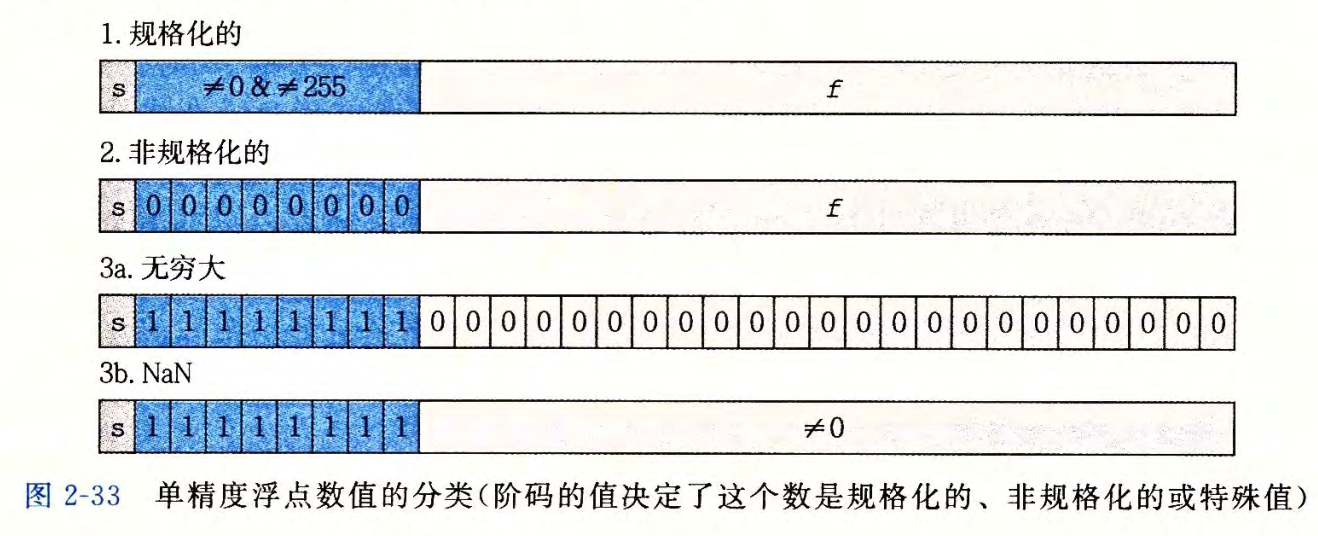 1. 规格化的
s ≠0 & ≠255 f
2. 非规格化的
s 0 0 0 0 0 0 0 0 f
3a. 无穷大
s 1 1 1 1 1 1 1 1 0 0 0 0 0 0 0 0 0 0 0 0 0 0 0 0 0 0 0 0 0 0 0
3b. NaN
s 1 1 1 1 1 1 1 1 ≠0
图 2-33 单精度浮点数值的分类(阶码的值决定了这个数是规格化的、非规格化的或特殊值)